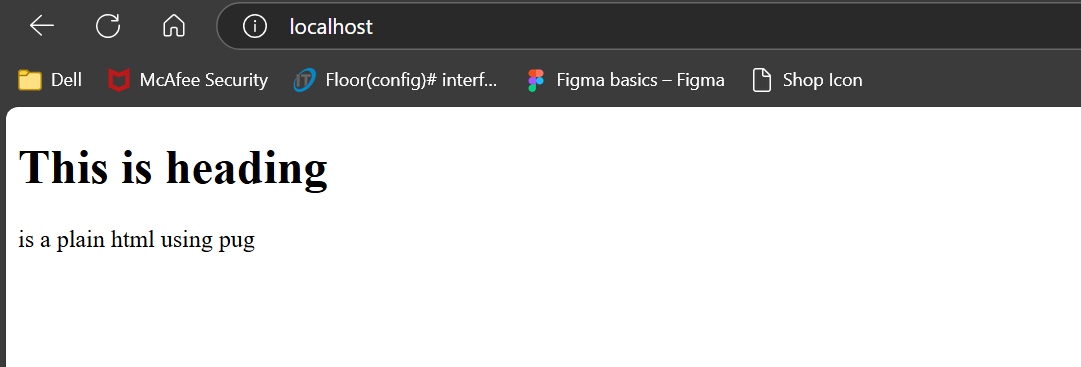 localhost
Dell McAfee Security Floor(config)# interf... Figma basics – Figma Shop Icon
This is heading
is a plain html using pug